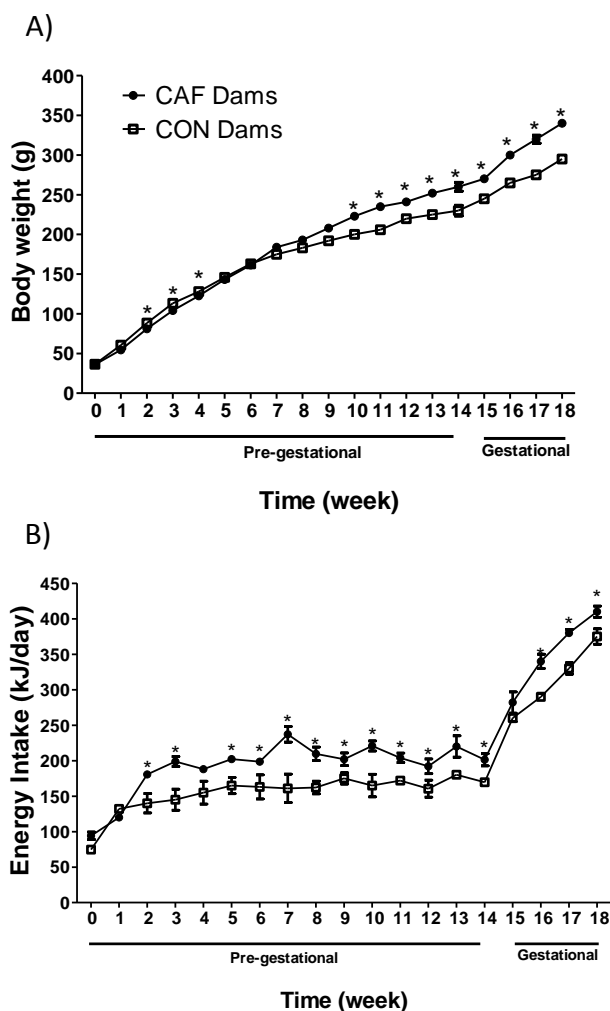 A)
Body weight (g)
400
350
300
250
200
150
100
50
0
CAF Dams
CON Dams
* * * * * * * * * * * *
0 1 2 3 4 5 6 7 8 9 10 11 12 13 14 15 16 17 18
Pre-gestational Gestational
Time (week)
B)
Energy Intake (kJ/day)
450
400
350
300
250
200
150
100
50
0
* * * * * * * * * * * * * * *
0 1 2 3 4 5 6 7 8 9 10 11 12 13 14 15 16 17 18
Pre-gestational Gestational
Time (week)